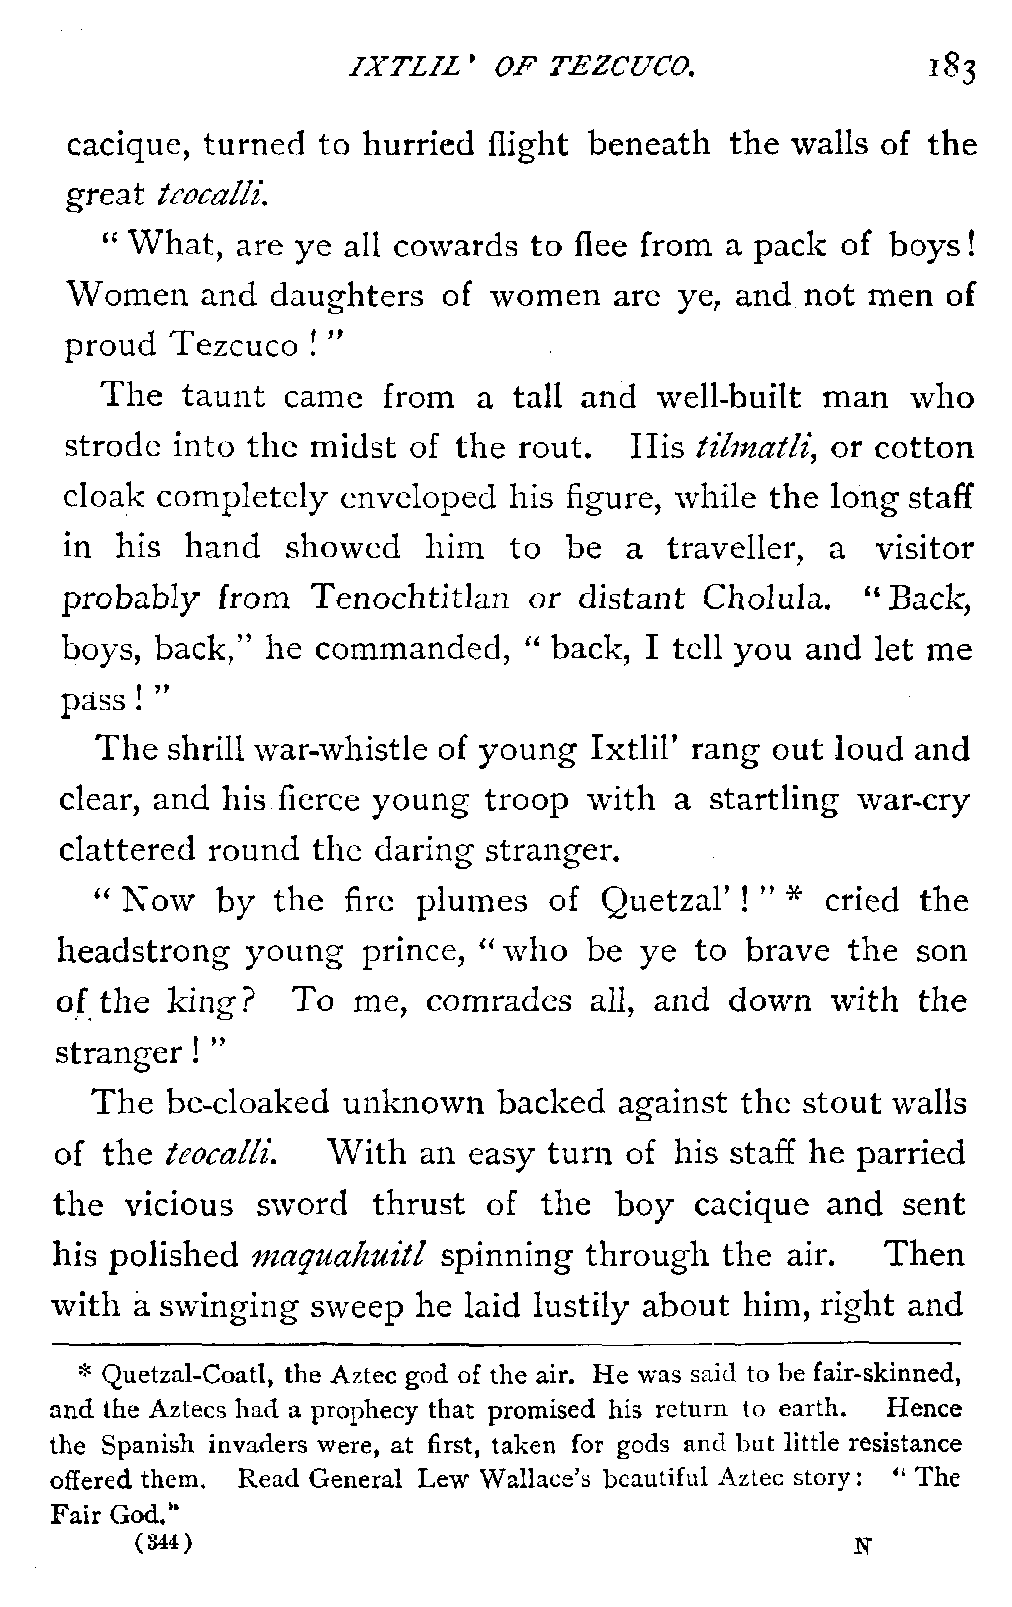 IXTLIL' OF TEZCUCO. 183
cacique, turned to hurried flight beneath the walls of the
great teocalli.
" What, are ye all cowards to flee from a pack of boys!
Women and daughters of women are ye, and not men of
proud Tezcuco ! "
The taunt came from a tall and well-built man who
strode into the midst of the rout. His tilmatli, or cotton
cloak completely enveloped his figure, while the long staff
in his hand showed him to be a traveller, a visitor
probably from Tenochtitlan or distant Cholula. " Back,
boys, back," he commanded, " back, I tell you and let me
pass ! "
The shrill war-whistle of young Ixtlil' rang out loud and
clear, and his fierce young troop with a startling war-cry
clattered round the daring stranger.
" Now by the fire plumes of Quetzal' ! " * cried the
headstrong young prince, " who be ye to brave the son
of the king? To me, comrades all, and down with the
stranger ! "
The be-cloaked unknown backed against the stout walls
of the teocalli. With an easy turn of his staff he parried
the vicious sword thrust of the boy cacique and sent
his polished maquahuitl spinning through the air. Then
with a swinging sweep he laid lustily about him, right and
* Quetzal-Coatl, the Aztec god of the air. He was said to be fair-skinned,
and the Aztecs had a prophecy that promised his return to earth. Hence
the Spanish invaders were, at first, taken for gods and but little resistance
offered them. Read General Lew Wallace's beautiful Aztec story: " The
Fair God."
(344) N